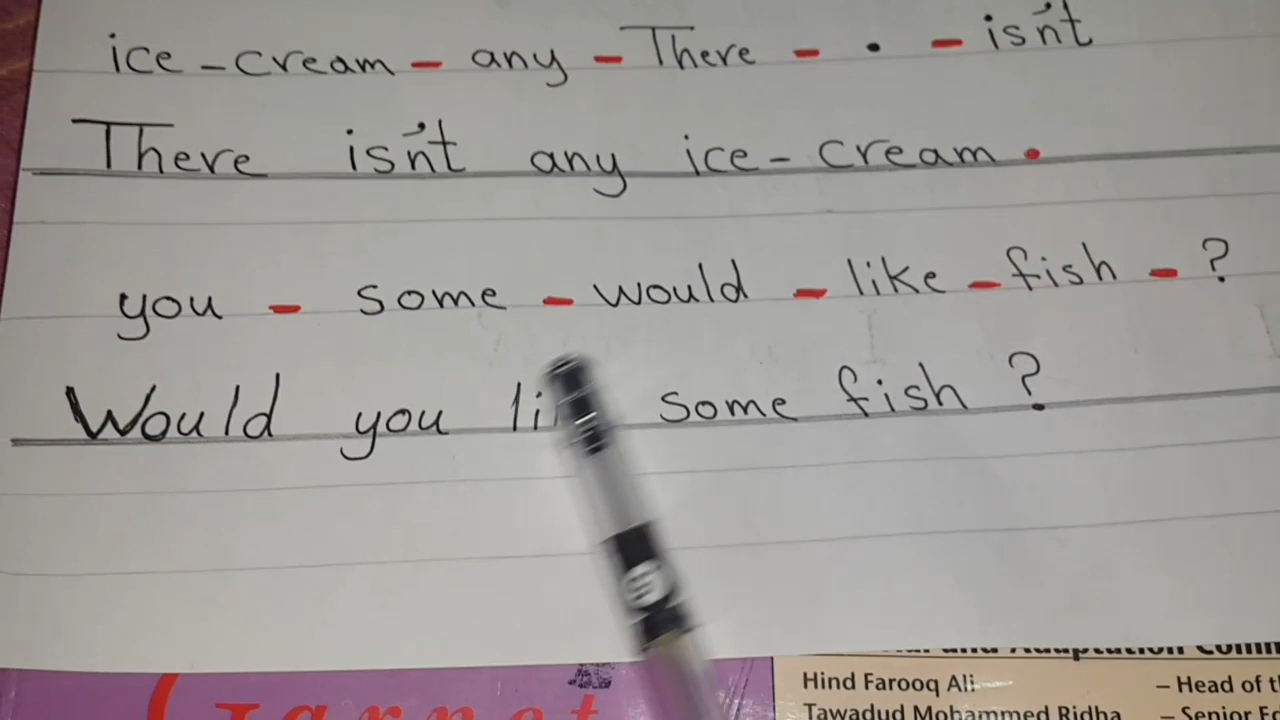 ice-cream - any - There - . - isn't
There isn't any ice-cream.
you - some - would - like - fish - ?
Would you some fish ?
Garnet
Hind Farooq Ali – Head of
Tawadud Mohammed Ridha – Senior